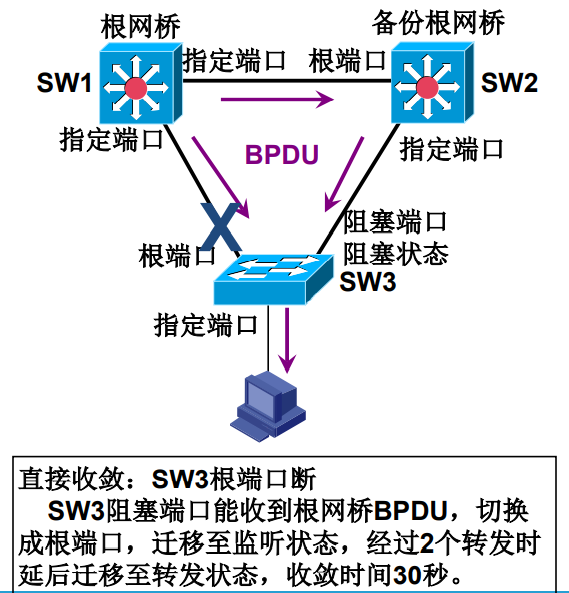 根网桥
备份根网桥
指定端口
根端口
SW1
SW2
指定端口
BPDU
指定端口
阻塞端口
阻塞状态
根端口
SW3
指定端口
直接收敛：SW3根端口断
SW3阻塞端口能收到根网桥BPDU，切换
成根端口，迁移至监听状态，经过2个转发时
延后迁移至转发状态，收敛时间30秒。